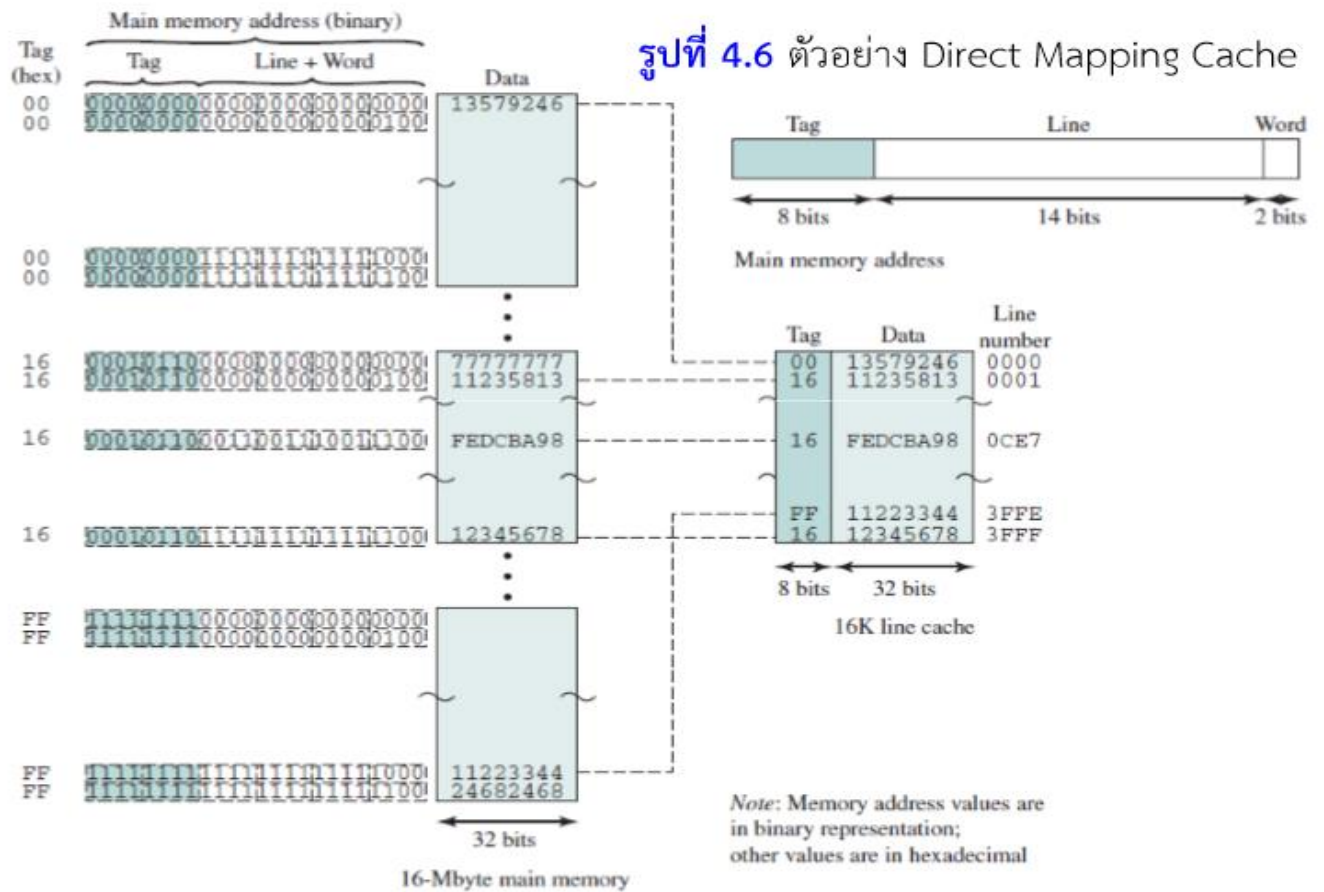 Main memory address (binary)
Tag (hex)
Tag Line + Word Data
รูปที่ 4.6 ตัวอย่าง Direct Mapping Cache
00 000000000000000000000000 13579246
00 000000000000000000000100
00 000000001111111111111000
00 000000001111111111111100
16 000101100000000000000000 77777777
16 000101100000000000000100 11235813
16 000101100011001110011100 FEDCBA98
16 000101101111111111111100 12345678
FF 111111110000000000000000
FF 111111110000000000000100
FF 111111111111111111111000 11223344
FF 111111111111111111111100 24682468
32 bits
16-Mbyte main memory
Tag Line Word
8 bits 14 bits 2 bits
Main memory address
Tag Data Line number
00 13579246 0000
16 11235813 0001
16 FEDCBA98 0CE7
FF 11223344 3FFE
16 12345678 3FFF
8 bits 32 bits
16K line cache
Note: Memory address values are
in binary representation;
other values are in hexadecimal